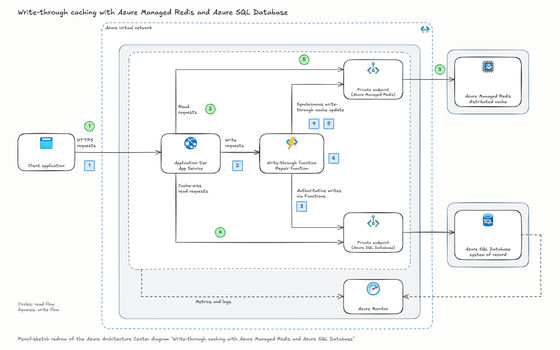 Write-through caching with Azure Managed Redis and Azure SQL Database
Azure virtual network
5
Private endpoint
(Azure Managed Redis)
3
Azure Managed Redis
distributed cache
Read
requests
2
Synchronous write-
through cache update
4
5
1
HTTPS
requests
1
Client application
Application tier
App Service
Write
requests
2
Write-through function
Repair function
6
Cache-miss
read requests
Authoritative writes
via Functions
3
4
Private endpoint
(Azure SQL Database)
SQL
Azure SQL Database
system of record
Metrics and logs
Azure Monitor
Circles: read flow
Squares: write flow
Pencil-sketch redraw of the Azure Architecture Center diagram "Write-through caching with Azure Managed Redis and Azure SQL Database"